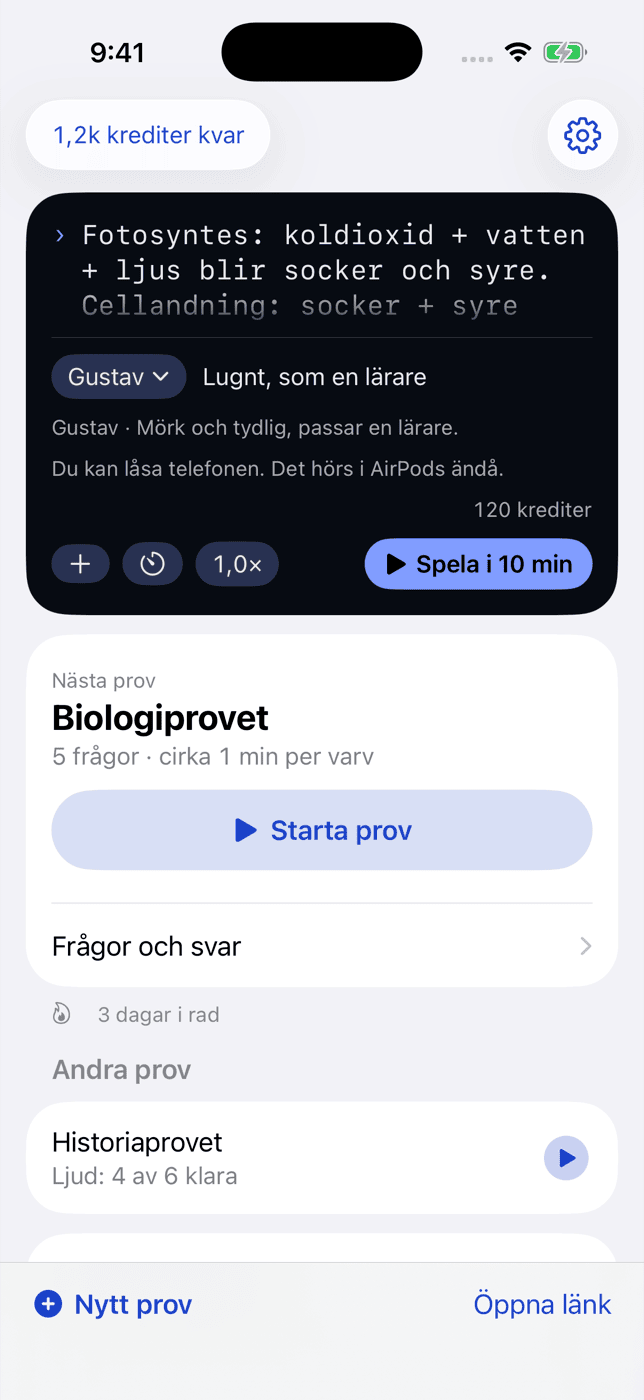 9:41
1,2k krediter kvar
› Fotosyntes: koldioxid + vatten
+ ljus blir socker och syre.
Cellandning: socker + syre
Gustav
Lugnt, som en lärare
Gustav · Mörk och tydlig, passar en lärare.
Du kan låsa telefonen. Det hörs i AirPods ändå.
120 krediter
1,0×
Spela i 10 min
Nästa prov
Biologiprovet
5 frågor · cirka 1 min per varv
Starta prov
Frågor och svar
3 dagar i rad
Andra prov
Historiaprovet
Ljud: 4 av 6 klara
Nytt prov
Öppna länk